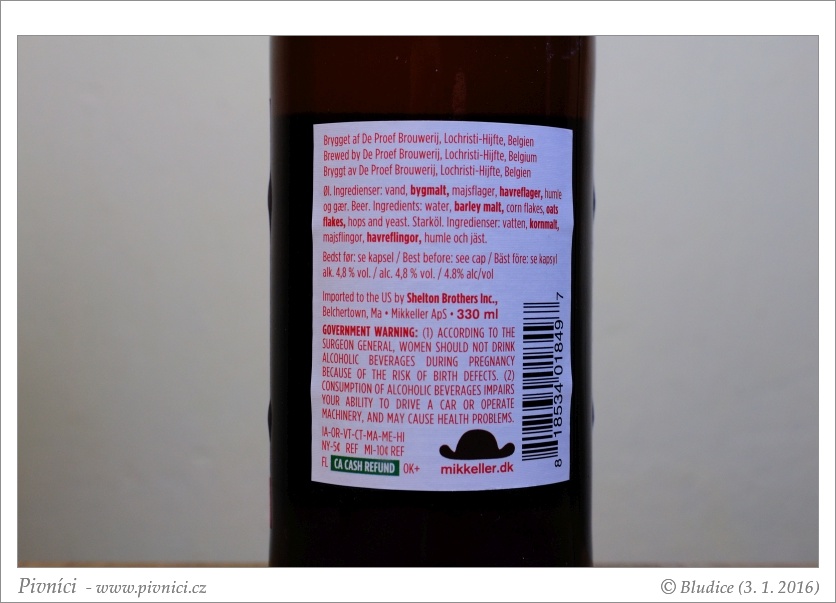 Brygget af De Proef Brouwerij, Lochristi-Hijfte, Belgien
Brewed by De Proef Brouwerij, Lochristi-Hijfte, Belgium
Bryggt av De Proef Brouwerij, Lochristi-Hijfte, Belgien
Øl. Ingredienser: vand, bygmalt, majsflager, havreflager, humle
og gær. Beer. Ingredients: water, barley malt, corn flakes, oats
flakes, hops and yeast. Starköl. Ingredienser: vatten, kornmalt,
majsflingor, havreflingor, humle och jäst.
Bedst før: se kapsel / Best before: see cap / Bäst före: se kapsyl
alk. 4,8 % vol. / alc. 4,8 % vol. / 4.8% alc/vol
Imported to the US by Shelton Brothers Inc.,
Belchertown, Ma • Mikkeller ApS • 330 ml
GOVERNMENT WARNING: (1) ACCORDING TO THE
SURGEON GENERAL, WOMEN SHOULD NOT DRINK
ALCOHOLIC BEVERAGES DURING PREGNANCY
BECAUSE OF THE RISK OF BIRTH DEFECTS. (2)
CONSUMPTION OF ALCOHOLIC BEVERAGES IMPAIRS
YOUR ABILITY TO DRIVE A CAR OR OPERATE
MACHINERY, AND MAY CAUSE HEALTH PROBLEMS.
IA-OR-VT-CT-MA-ME-HI
NY-5¢ REF MI-10¢ REF
FL CA CASH REFUND OK+
mikkeller.dk
8 18534 01849 7
Pivníci - www.pivnici.cz
© Bludice (3. 1. 2016)